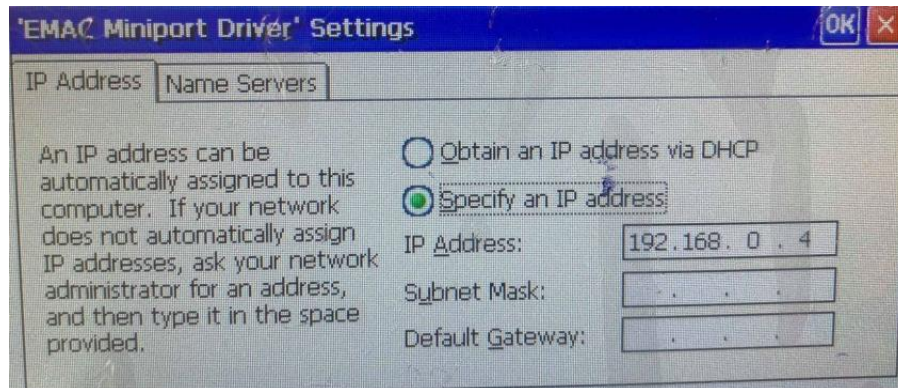 'EMAC Miniport Driver' Settings
OK
IP Address
Name Servers
An IP address can be
automatically assigned to this
computer. If your network
does not automatically assign
IP addresses, ask your network
administrator for an address,
and then type it in the space
provided.
Obtain an IP address via DHCP
Specify an IP address
IP Address: 192.168. 0 . 4
Subnet Mask: . . .
Default Gateway: . . .